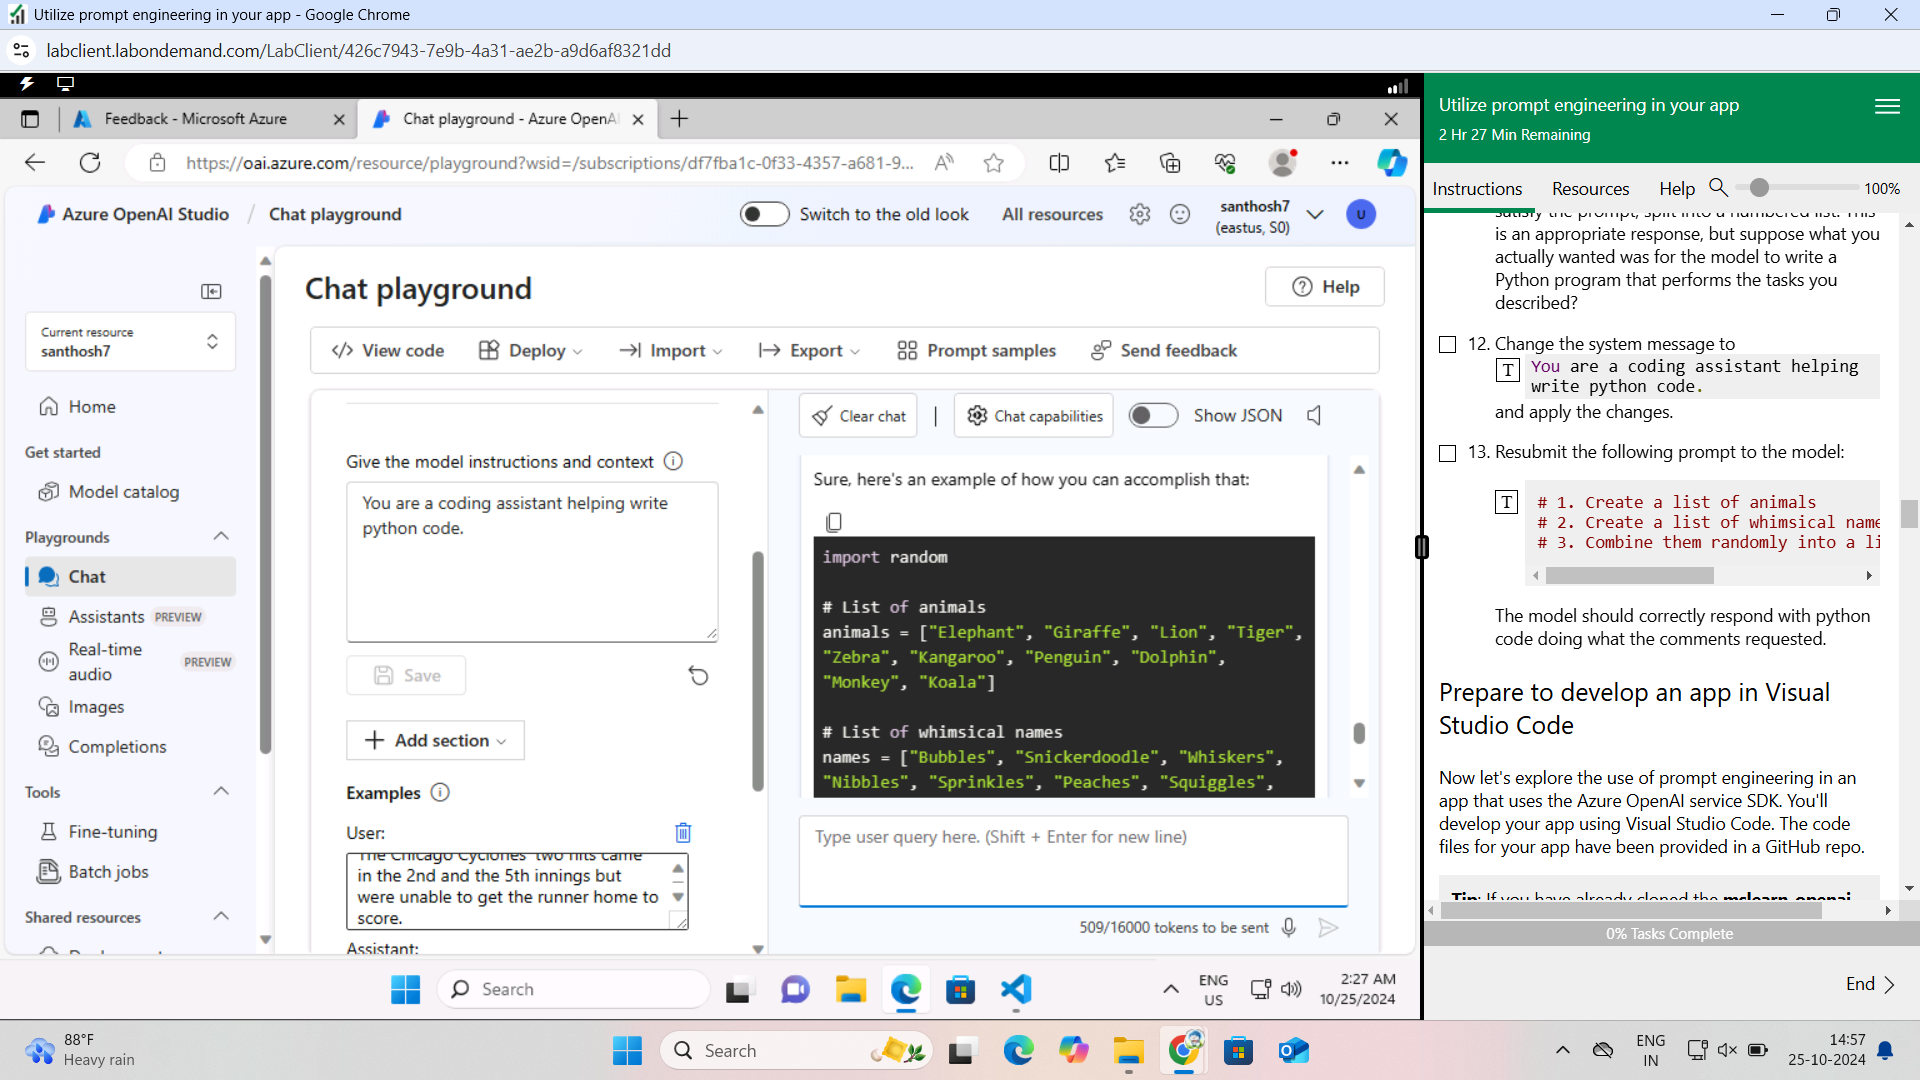 Utilize prompt engineering in your app - Google Chrome
labclient.labondemand.com/LabClient/426c7943-7e9b-4a31-ae2b-a9d6af8321dd
Feedback - Microsoft Azure
Chat playground - Azure OpenAI
https://oai.azure.com/resource/playground?wsid=/subscriptions/df7fba1c-0f33-4357-a681-9...
Azure OpenAI Studio / Chat playground
Switch to the old look
All resources
santhosh7
(eastus, S0)
U
Current resource
santhosh7
Home
Get started
Model catalog
Playgrounds
Chat
Assistants PREVIEW
Real-time
audio
PREVIEW
Images
Completions
Tools
Fine-tuning
Batch jobs
Shared resources
Chat playground
Help
View code
Deploy
Import
Export
Prompt samples
Send feedback
Give the model instructions and context
You are a coding assistant helping write
python code.
Save
Add section
Examples
User:
The Chicago Cyclones' two hits came
in the 2nd and the 5th innings but
were unable to get the runner home to
score.
Assistant:
Clear chat
|
Chat capabilities
Show JSON
Sure, here's an example of how you can accomplish that:
import random
# List of animals
animals = ["Elephant", "Giraffe", "Lion", "Tiger",
"Zebra", "Kangaroo", "Penguin", "Dolphin",
"Monkey", "Koala"]
# List of whimsical names
names = ["Bubbles", "Snickerdoodle", "Whiskers",
"Nibbles", "Sprinkles", "Peaches", "Squiggles",
Type user query here. (Shift + Enter for new line)
509/16000 tokens to be sent
Search
ENG
US
2:27 AM
10/25/2024
Utilize prompt engineering in your app
2 Hr 27 Min Remaining
Instructions
Resources
Help
100%
satisfy the prompt, split into a numbered list. This
is an appropriate response, but suppose what you
actually wanted was for the model to write a
Python program that performs the tasks you
described?
12. Change the system message to
T
You are a coding assistant helping
write python code.
and apply the changes.
13. Resubmit the following prompt to the model:
T
# 1. Create a list of animals
# 2. Create a list of whimsical name
# 3. Combine them randomly into a li
The model should correctly respond with python
code doing what the comments requested.
Prepare to develop an app in Visual
Studio Code
Now let's explore the use of prompt engineering in an
app that uses the Azure OpenAI service SDK. You'll
develop your app using Visual Studio Code. The code
files for your app have been provided in a GitHub repo.
Tip: If you have already cloned the mslearn-openai
0% Tasks Complete
End
88°F
Heavy rain
Search
ENG
IN
14:57
25-10-2024